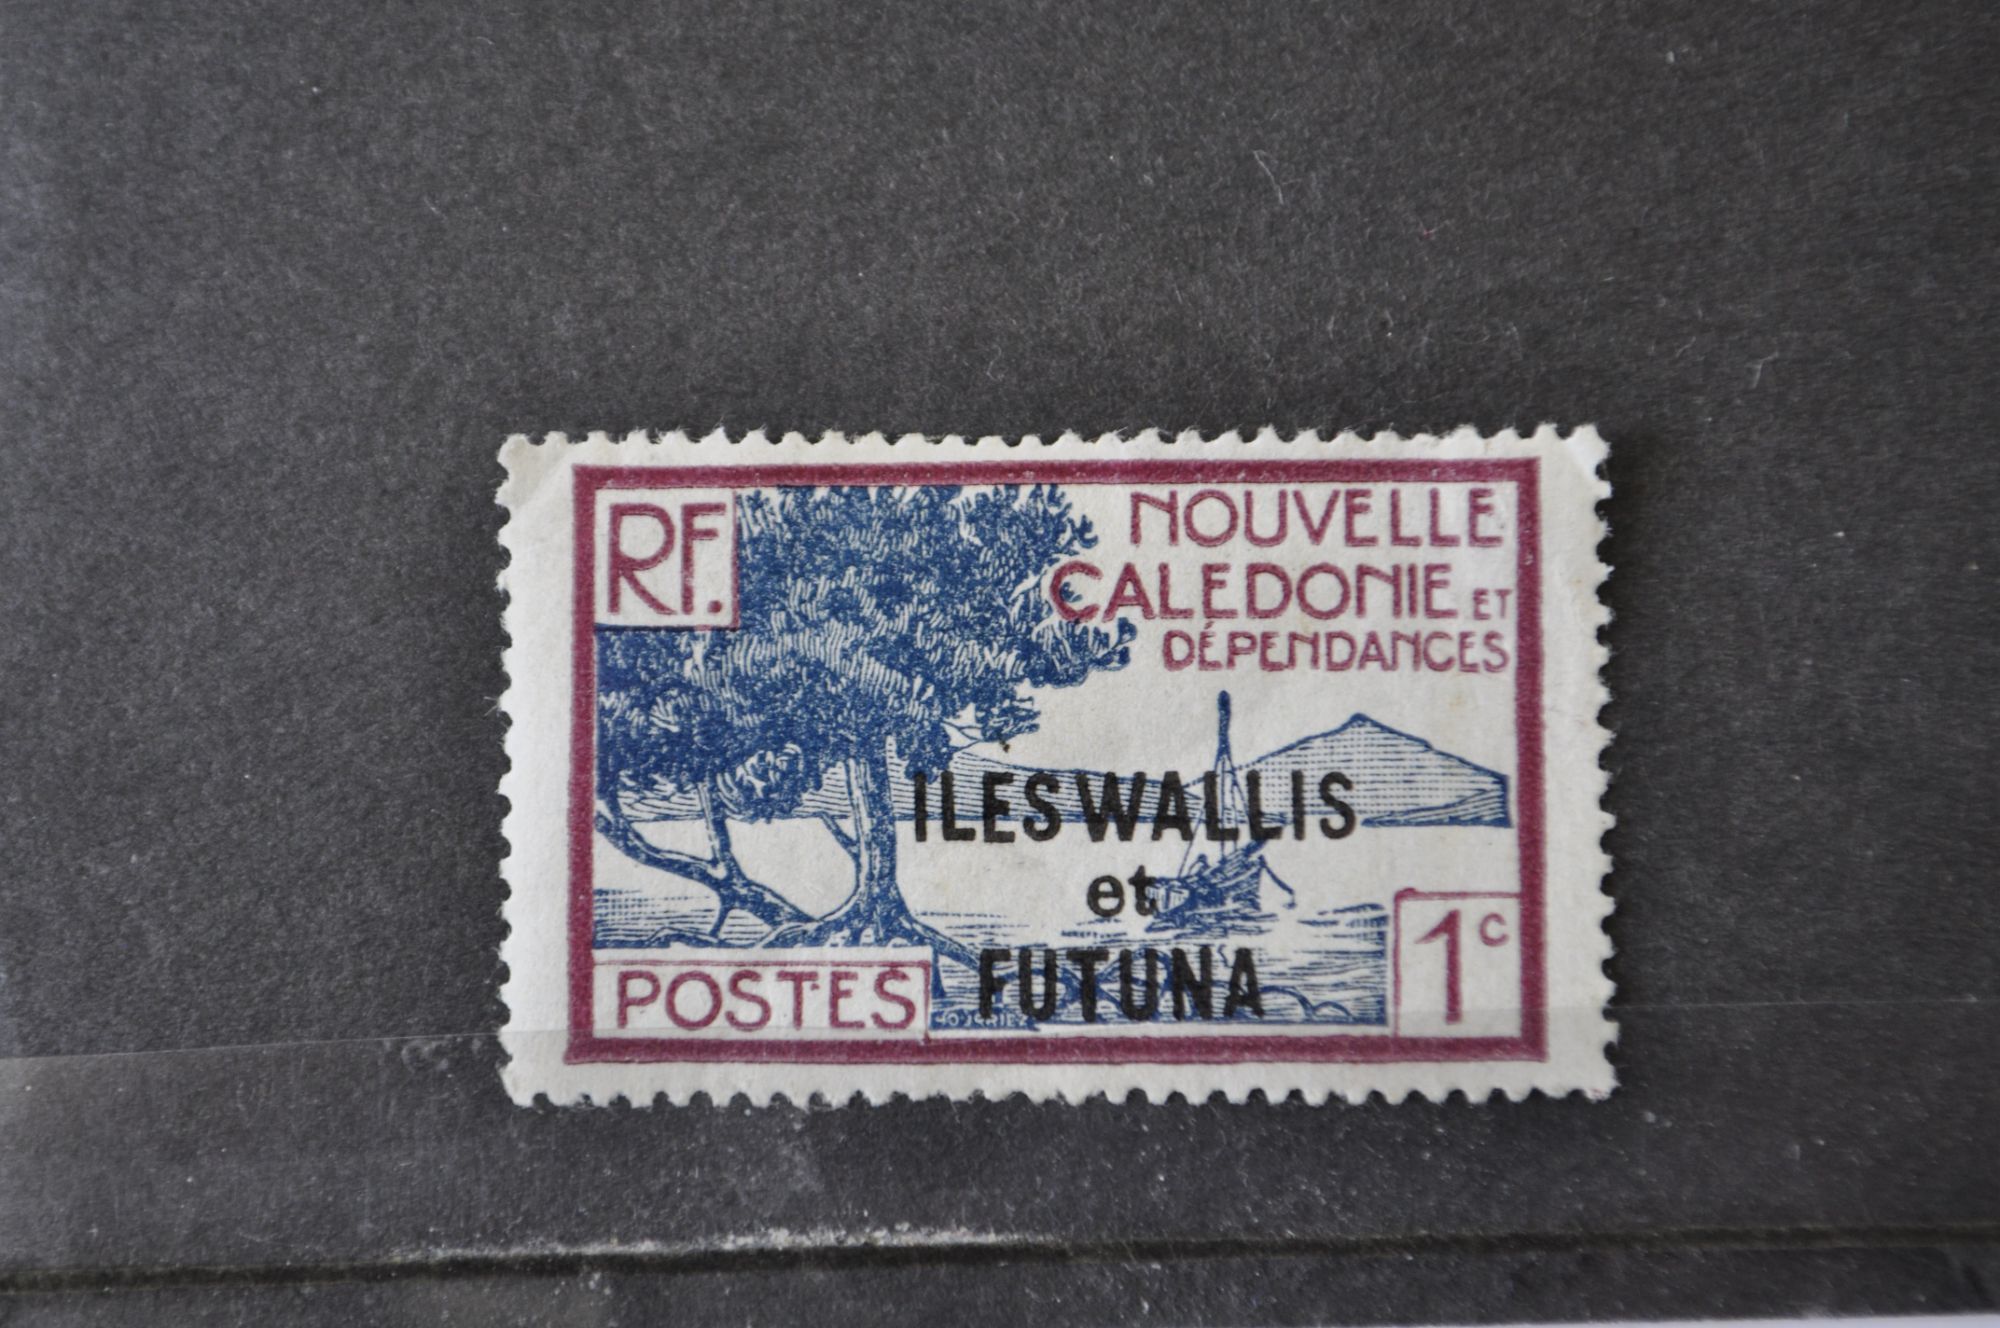 RF.
NOUVELLE
CALEDONIE ET
DÉPENDANCES
ILES WALLIS
et
FUTUNA
1c
POSTES